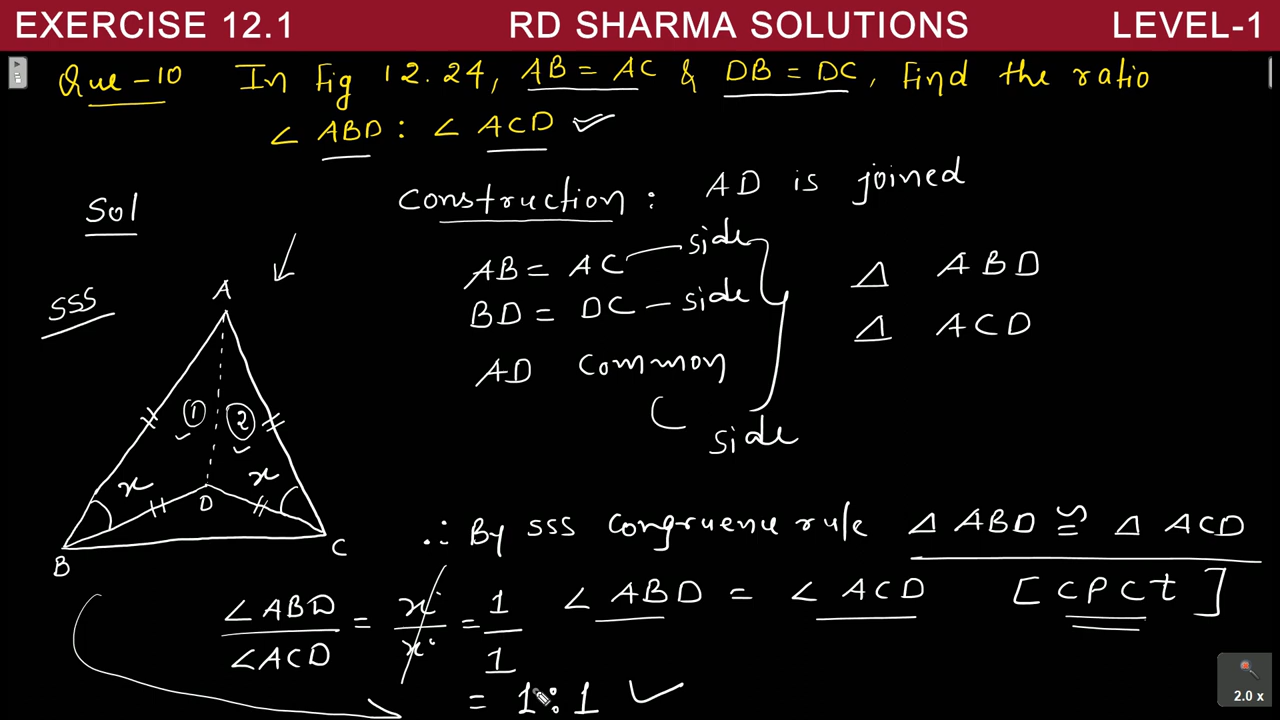 EXERCISE 12.1 RD SHARMA SOLUTIONS LEVEL-1
Que-10 In Fig 12.24, AB = AC & DB = DC, Find the ratio
∠ ABD : ∠ ACD ✓
Sol
Construction: AD is joined
AB = AC — side
BD = DC — side
AD common
side
Δ ABD
Δ ACD
SSS
A
① ②
x x
D
B C
∴ By SSS congruence rule Δ ABD ≅ Δ ACD
∠ ABD = ∠ ACD [CPCT]
∠ABD / ∠ACD = x° / x° = 1 / 1
= 1:1 ✓
2.0 x